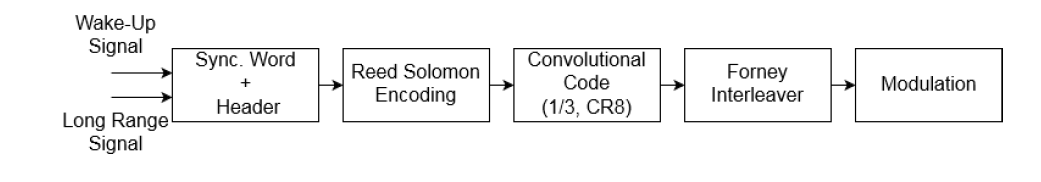 Wake-Up
Signal
Long Range
Signal
Sync. Word
+
Header
Reed Solomon
Encoding
Convolutional
Code
(1/3, CR8)
Forney
Interleaver
Modulation